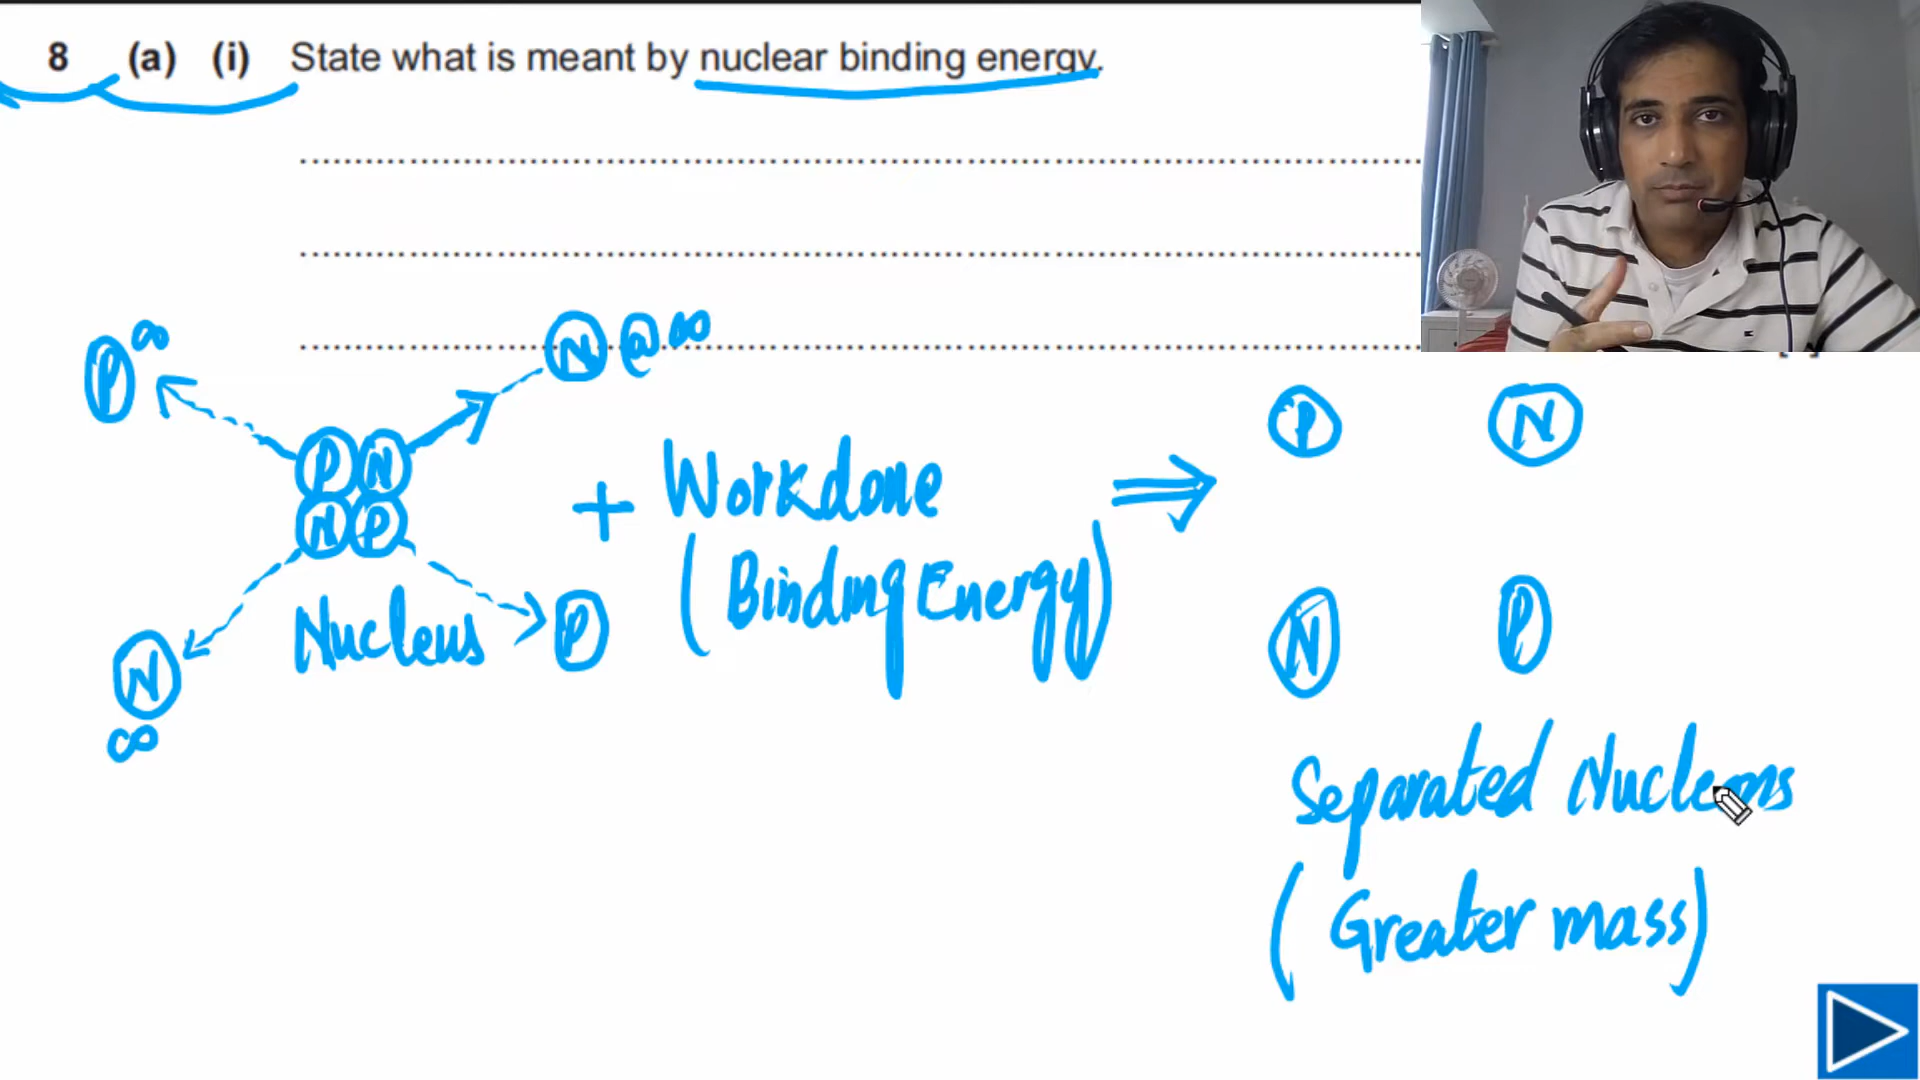 8 (a) (i) State what is meant by nuclear binding energy.
P ∞
N @ ∞
P N
N P
+ Workdone
(Binding Energy)
⇒
P N
N P
Nucleus
P
N
∞
Separated Nucleons
(Greater mass)